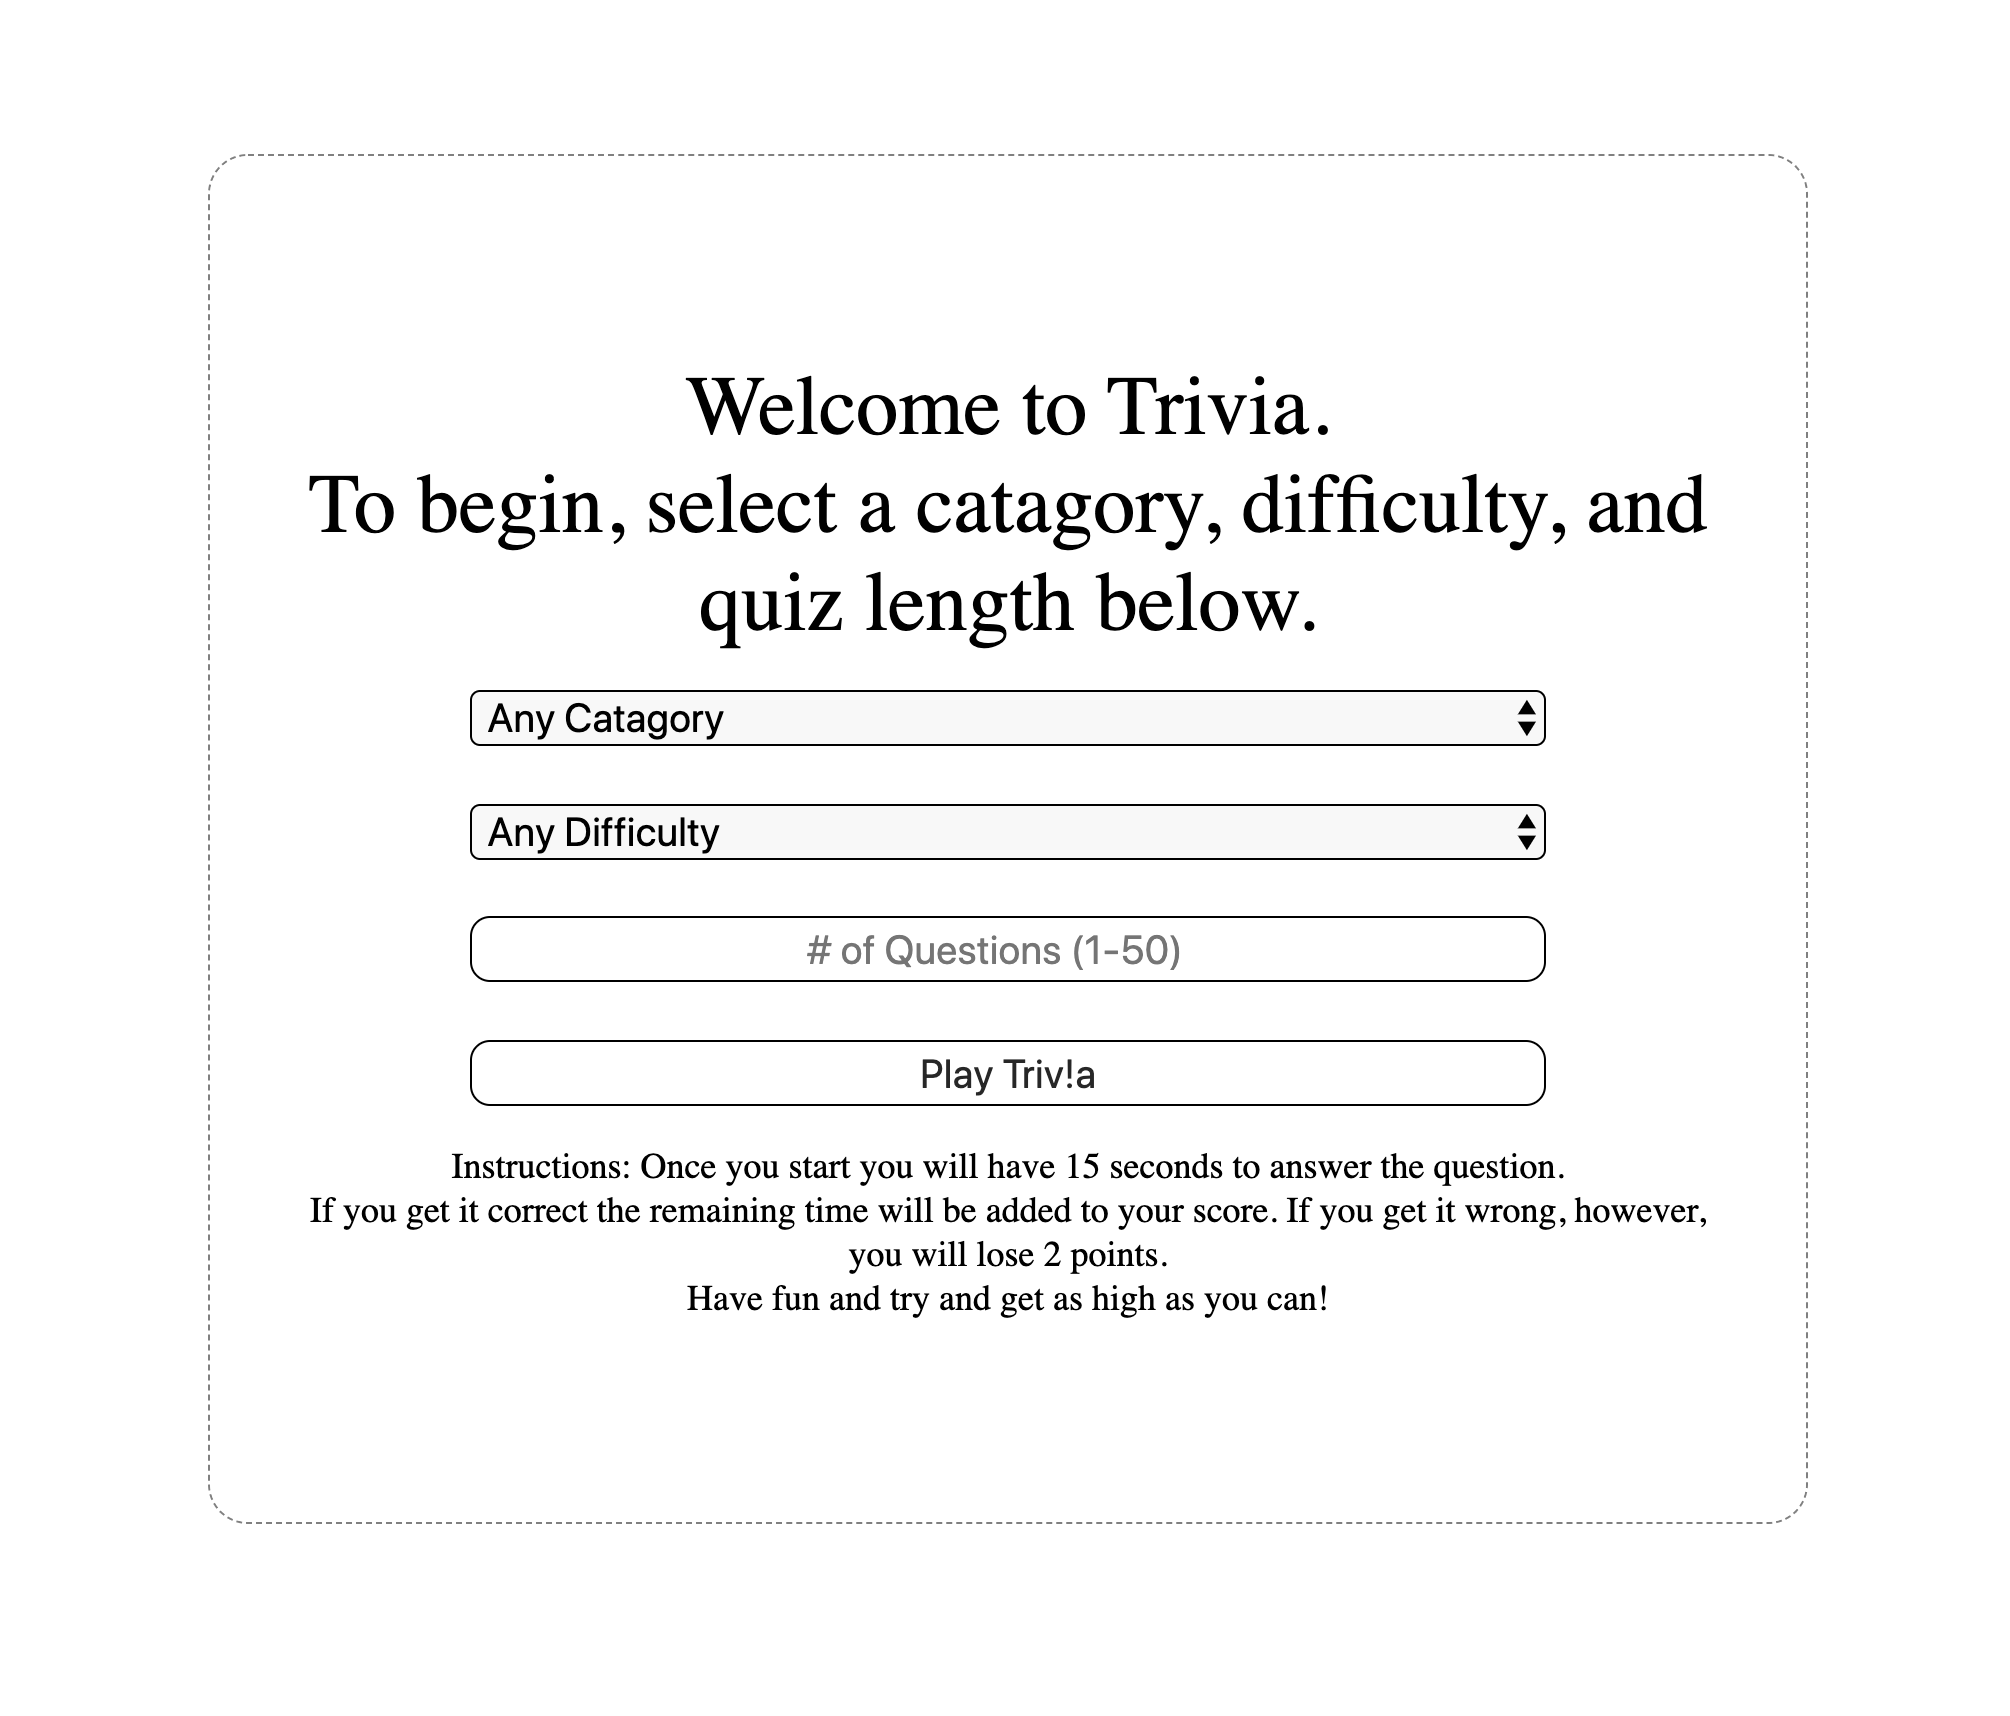 Welcome to Trivia.
To begin, select a catagory, difficulty, and
quiz length below.
Any Catagory
Any Difficulty
# of Questions (1-50)
Play Triv!a
Instructions: Once you start you will have 15 seconds to answer the question.
If you get it correct the remaining time will be added to your score. If you get it wrong, however,
you will lose 2 points.
Have fun and try and get as high as you can!